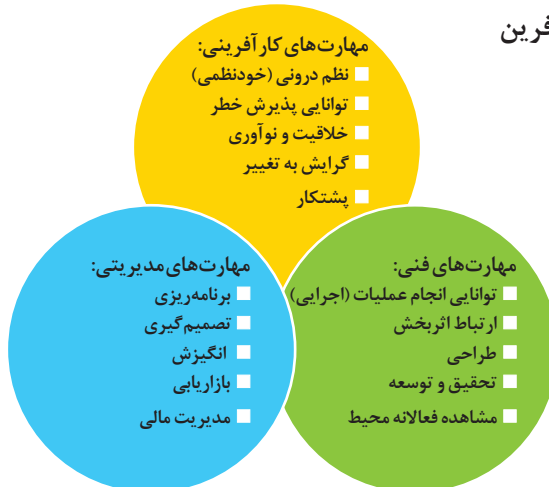 فرین
مهارت‌های کارآفرینی:
نظم درونی (خودنظمی)
توانایی پذیرش خطر
خلاقیت و نوآوری
گرایش به تغییر
پشتکار
مهارت‌های فنی:
توانایی انجام عملیات (اجرایی)
ارتباط اثربخش
طراحی
تحقیق و توسعه
مشاهده فعالانه محیط
مهارت‌های مدیریتی:
برنامه‌ریزی
تصمیم‌گیری
انگیزش
بازاریابی
مدیریت مالی